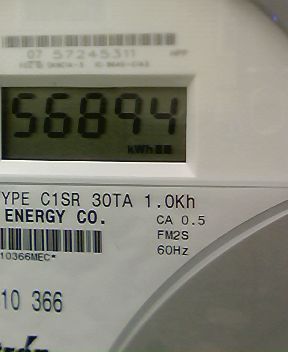 07 57245311
56894
kWh
YPE C1SR 30TA 1.0Kh
ENERGY CO.
CA 0.5
FM2S
60Hz
10366MEC*
10 366